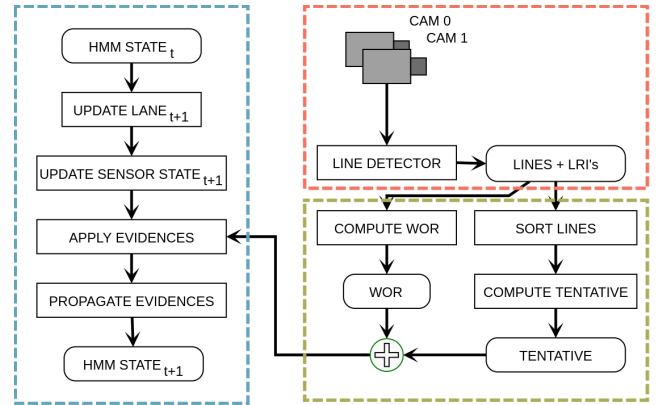 HMM STATE t
UPDATE LANE t+1
UPDATE SENSOR STATE t+1
APPLY EVIDENCES
PROPAGATE EVIDENCES
HMM STATE t+1
CAM 0
CAM 1
LINE DETECTOR
LINES + LRI's
COMPUTE WOR
SORT LINES
WOR
COMPUTE TENTATIVE
TENTATIVE